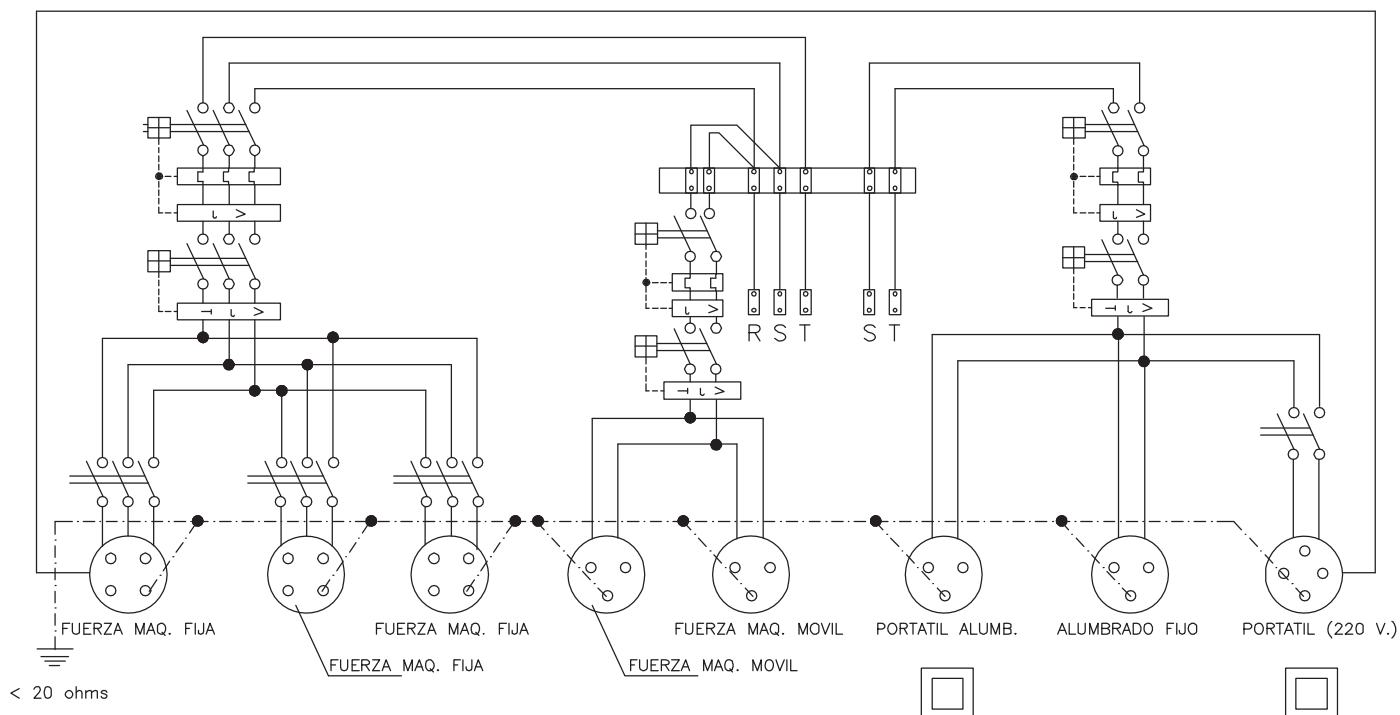 R S T S T
FUERZA MAQ. FIJA
FUERZA MAQ. FIJA
FUERZA MAQ. MOVIL
PORTATIL ALUMB.
ALUMBRADO FIJO
PORTATIL (220 V.)
FUERZA MAQ. FIJA
FUERZA MAQ. MOVIL
< 20 ohms